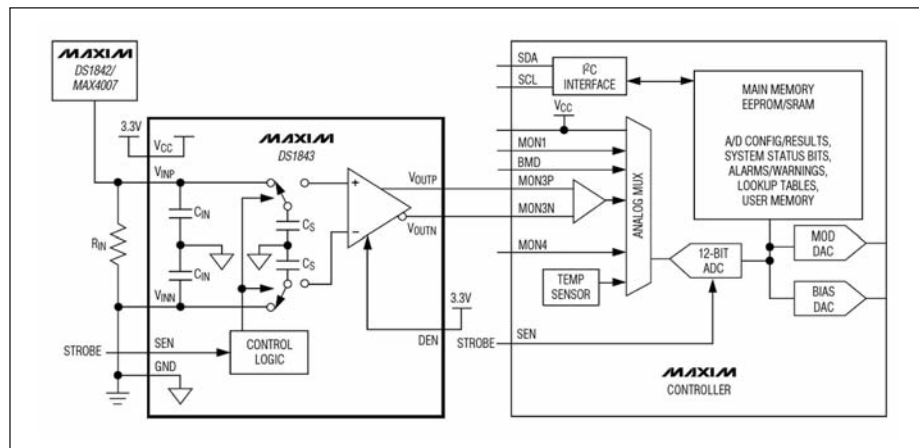 MAXIM
DS1842/
MAX4007
3.3V
VCC
MAXIM
DS1843
VINP
CIN
CS
VOUTP
+
−
VOUTN
RIN
CIN
CS
VINN
3.3V
DEN
STROBE
SEN
CONTROL
LOGIC
GND
SDA
SCL
I²C
INTERFACE
VCC
MON1
BMD
MON3P
MON3N
MON4
ANALOG MUX
TEMP
SENSOR
MAIN MEMORY
EEPROM/SRAM
A/D CONFIG/RESULTS,
SYSTEM STATUS BITS,
ALARMS/WARNINGS,
LOOKUP TABLES,
USER MEMORY
12-BIT
ADC
MOD
DAC
BIAS
DAC
STROBE
SEN
MAXIM
CONTROLLER